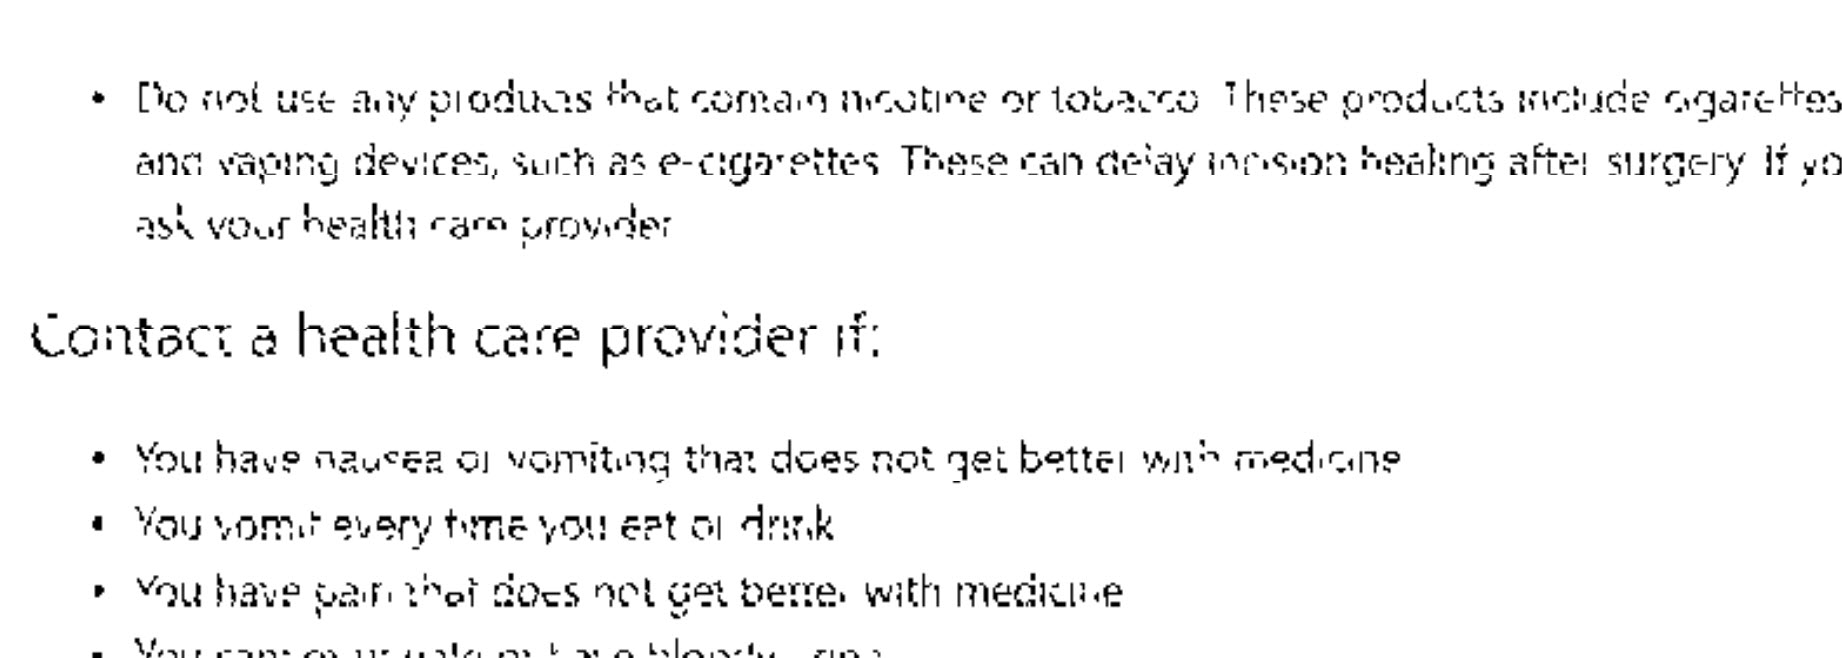 • Do not use any products that contain nicotine or tobacco. These products include cigarettes
and vaping devices, such as e-cigarettes. These can delay incision healing after surgery. If yo
ask your health care provider.
Contact a health care provider if:
• You have nausea or vomiting that does not get better with medicine
• You vomit every time you eat or drink
• You have pain that does not get better with medicine
• You